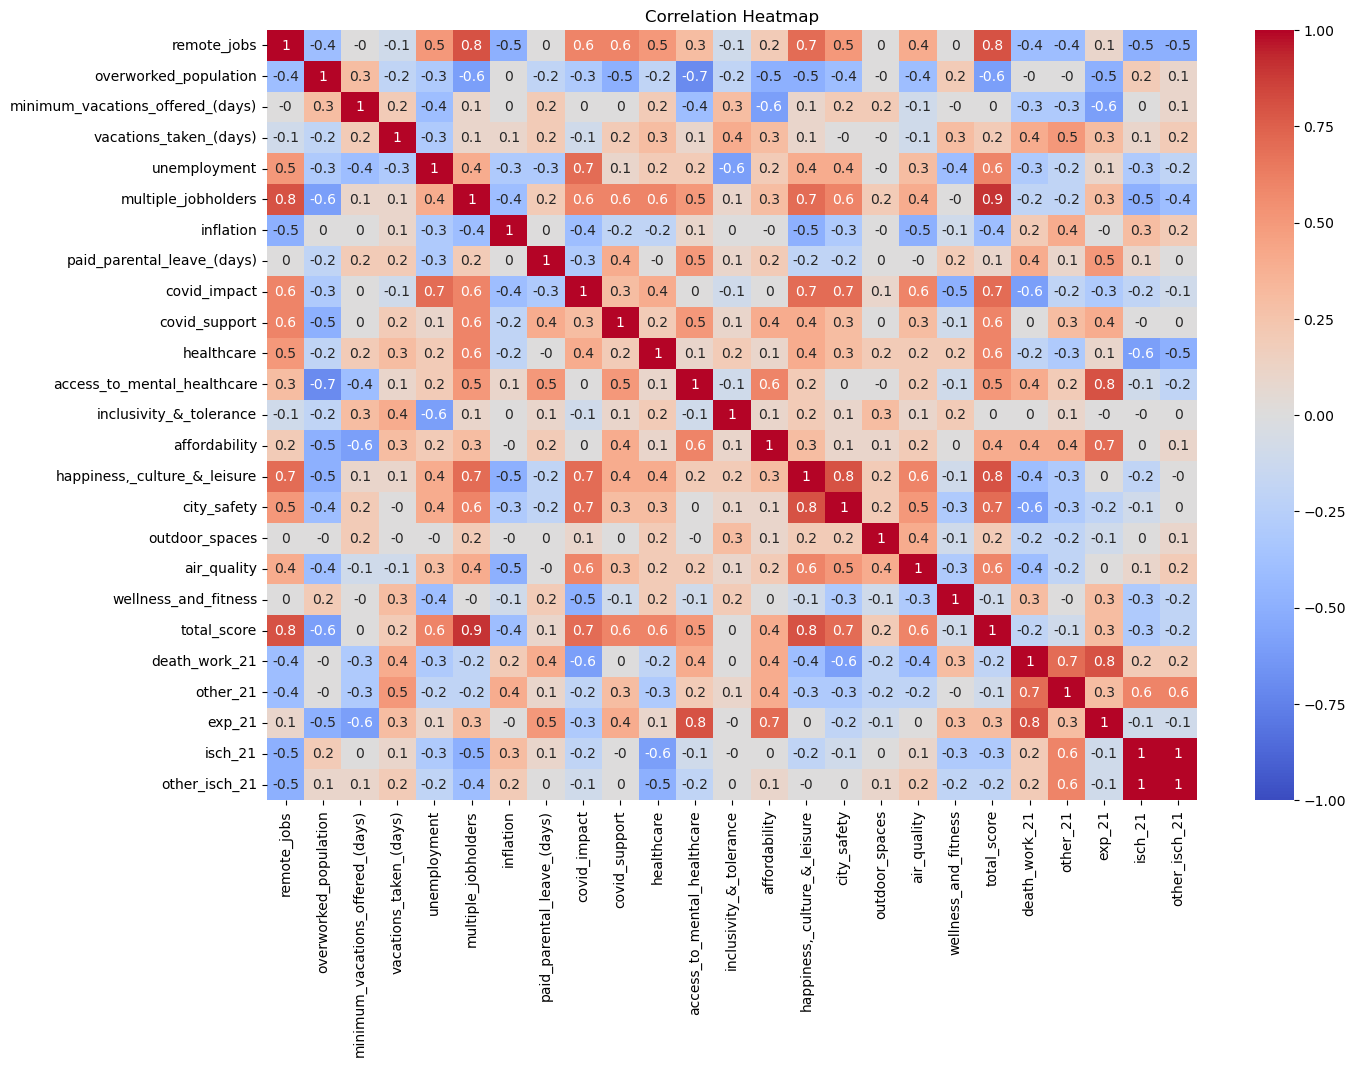 Correlation Heatmap
remote_jobs 1 -0.4 -0 -0.1 0.5 0.8 -0.5 0 0.6 0.6 0.5 0.3 -0.1 0.2 0.7 0.5 0 0.4 0 0.8 -0.4 -0.4 0.1 -0.5 -0.5
overworked_population -0.4 1 0.3 -0.2 -0.3 -0.6 0 -0.2 -0.3 -0.5 -0.2 -0.7 -0.2 -0.5 -0.5 -0.4 -0 -0.4 0.2 -0.6 -0 -0 -0.5 0.2 0.1
minimum_vacations_offered_(days) -0 0.3 1 0.2 -0.4 0.1 0 0.2 0 0 0.2 -0.4 0.3 -0.6 0.1 0.2 0.2 -0.1 -0 0 -0.3 -0.3 -0.6 0 0.1
vacations_taken_(days) -0.1 -0.2 0.2 1 -0.3 0.1 0.1 0.2 -0.1 0.2 0.3 0.1 0.4 0.3 0.1 -0 -0 -0.1 0.3 0.2 0.4 0.5 0.3 0.1 0.2
unemployment 0.5 -0.3 -0.4 -0.3 1 0.4 -0.3 -0.3 0.7 0.1 0.2 0.2 -0.6 0.2 0.4 0.4 -0 0.3 -0.4 0.6 -0.3 -0.2 0.1 -0.3 -0.2
multiple_jobholders 0.8 -0.6 0.1 0.1 0.4 1 -0.4 0.2 0.6 0.6 0.6 0.5 0.1 0.3 0.7 0.6 0.2 0.4 -0 0.9 -0.2 -0.2 0.3 -0.5 -0.4
inflation -0.5 0 0 0.1 -0.3 -0.4 1 0 -0.4 -0.2 -0.2 0.1 0 -0 -0.5 -0.3 -0 -0.5 -0.1 -0.4 0.2 0.4 -0 0.3 0.2
paid_parental_leave_(days) 0 -0.2 0.2 0.2 -0.3 0.2 0 1 -0.3 0.4 -0 0.5 0.1 0.2 -0.2 -0.2 0 -0 0.2 0.1 0.4 0.1 0.5 0.1 0
covid_impact 0.6 -0.3 0 -0.1 0.7 0.6 -0.4 -0.3 1 0.3 0.4 0 -0.1 0 0.7 0.7 0.1 0.6 -0.5 0.7 -0.6 -0.2 -0.3 -0.2 -0.1
covid_support 0.6 -0.5 0 0.2 0.1 0.6 -0.2 0.4 0.3 1 0.2 0.5 0.1 0.4 0.4 0.3 0 0.3 -0.1 0.6 0 0.3 0.4 -0 0
healthcare 0.5 -0.2 0.2 0.3 0.2 0.6 -0.2 -0 0.4 0.2 1 0.1 0.2 0.1 0.4 0.3 0.2 0.2 0.2 0.6 -0.2 -0.3 0.1 -0.6 -0.5
access_to_mental_healthcare 0.3 -0.7 -0.4 0.1 0.2 0.5 0.1 0.5 0 0.5 0.1 1 -0.1 0.6 0.2 0 -0 0.2 -0.1 0.5 0.4 0.2 0.8 -0.1 -0.2
inclusivity_&_tolerance -0.1 -0.2 0.3 0.4 -0.6 0.1 0 0.1 -0.1 0.1 0.2 -0.1 1 0.1 0.2 0.1 0.3 0.1 0.2 0 0 0.1 -0 -0 0
affordability 0.2 -0.5 -0.6 0.3 0.2 0.3 -0 0.2 0 0.4 0.1 0.6 0.1 1 0.3 0.1 0.1 0.2 0 0.4 0.4 0.4 0.7 0 0.1
happiness,_culture_&_leisure 0.7 -0.5 0.1 0.1 0.4 0.7 -0.5 -0.2 0.7 0.4 0.4 0.2 0.2 0.3 1 0.8 0.2 0.6 -0.1 0.8 -0.4 -0.3 0 -0.2 -0
city_safety 0.5 -0.4 0.2 -0 0.4 0.6 -0.3 -0.2 0.7 0.3 0.3 0 0.1 0.1 0.8 1 0.2 0.5 -0.3 0.7 -0.6 -0.3 -0.2 -0.1 0
outdoor_spaces 0 -0 0.2 -0 -0 0.2 -0 0 0.1 0 0.2 -0 0.3 0.1 0.2 0.2 1 0.4 -0.1 0.2 -0.2 -0.2 -0.1 0 0.1
air_quality 0.4 -0.4 -0.1 -0.1 0.3 0.4 -0.5 -0 0.6 0.3 0.2 0.2 0.1 0.2 0.6 0.5 0.4 1 -0.3 0.6 -0.4 -0.2 0 0.1 0.2
wellness_and_fitness 0 0.2 -0 0.3 -0.4 -0 -0.1 0.2 -0.5 -0.1 0.2 -0.1 0.2 0 -0.1 -0.3 -0.1 -0.3 1 -0.1 0.3 -0 0.3 -0.3 -0.2
total_score 0.8 -0.6 0 0.2 0.6 0.9 -0.4 0.1 0.7 0.6 0.6 0.5 0 0.4 0.8 0.7 0.2 0.6 -0.1 1 -0.2 -0.1 0.3 -0.3 -0.2
death_work_21 -0.4 -0 -0.3 0.4 -0.3 -0.2 0.2 0.4 -0.6 0 -0.2 0.4 0 0.4 -0.4 -0.6 -0.2 -0.4 0.3 -0.2 1 0.7 0.8 0.2 0.2
other_21 -0.4 -0 -0.3 0.5 -0.2 -0.2 0.4 0.1 -0.2 0.3 -0.3 0.2 0.1 0.4 -0.3 -0.3 -0.2 -0.2 -0 -0.1 0.7 1 0.3 0.6 0.6
exp_21 0.1 -0.5 -0.6 0.3 0.1 0.3 -0 0.5 -0.3 0.4 0.1 0.8 -0 0.7 0 -0.2 -0.1 0 0.3 0.3 0.8 0.3 1 -0.1 -0.1
isch_21 -0.5 0.2 0 0.1 -0.3 -0.5 0.3 0.1 -0.2 -0 -0.6 -0.1 -0 0 -0.2 -0.1 0 0.1 -0.3 -0.3 0.2 0.6 -0.1 1 1
other_isch_21 -0.5 0.1 0.1 0.2 -0.2 -0.4 0.2 0 -0.1 0 -0.5 -0.2 0 0.1 -0 0 0.1 0.2 -0.2 -0.2 0.2 0.6 -0.1 1 1
remote_jobs
overworked_population
minimum_vacations_offered_(days)
vacations_taken_(days)
unemployment
multiple_jobholders
inflation
paid_parental_leave_(days)
covid_impact
covid_support
healthcare
access_to_mental_healthcare
inclusivity_&_tolerance
affordability
happiness,_culture_&_leisure
city_safety
outdoor_spaces
air_quality
wellness_and_fitness
total_score
death_work_21
other_21
exp_21
isch_21
other_isch_21
1.00
0.75
0.50
0.25
0.00
−0.25
−0.50
−0.75
−1.00